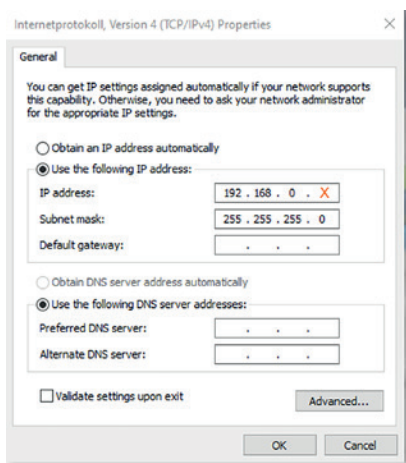 Internetprotokoll, Version 4 (TCP/IPv4) Properties
General
You can get IP settings assigned automatically if your network supports
this capability. Otherwise, you need to ask your network administrator
for the appropriate IP settings.
Obtain an IP address automatically
Use the following IP address:
IP address: 192 . 168 . 0 . X
Subnet mask: 255 . 255 . 255 . 0
Default gateway: . . .
Obtain DNS server address automatically
Use the following DNS server addresses:
Preferred DNS server: . . .
Alternate DNS server: . . .
Validate settings upon exit
Advanced...
OK Cancel